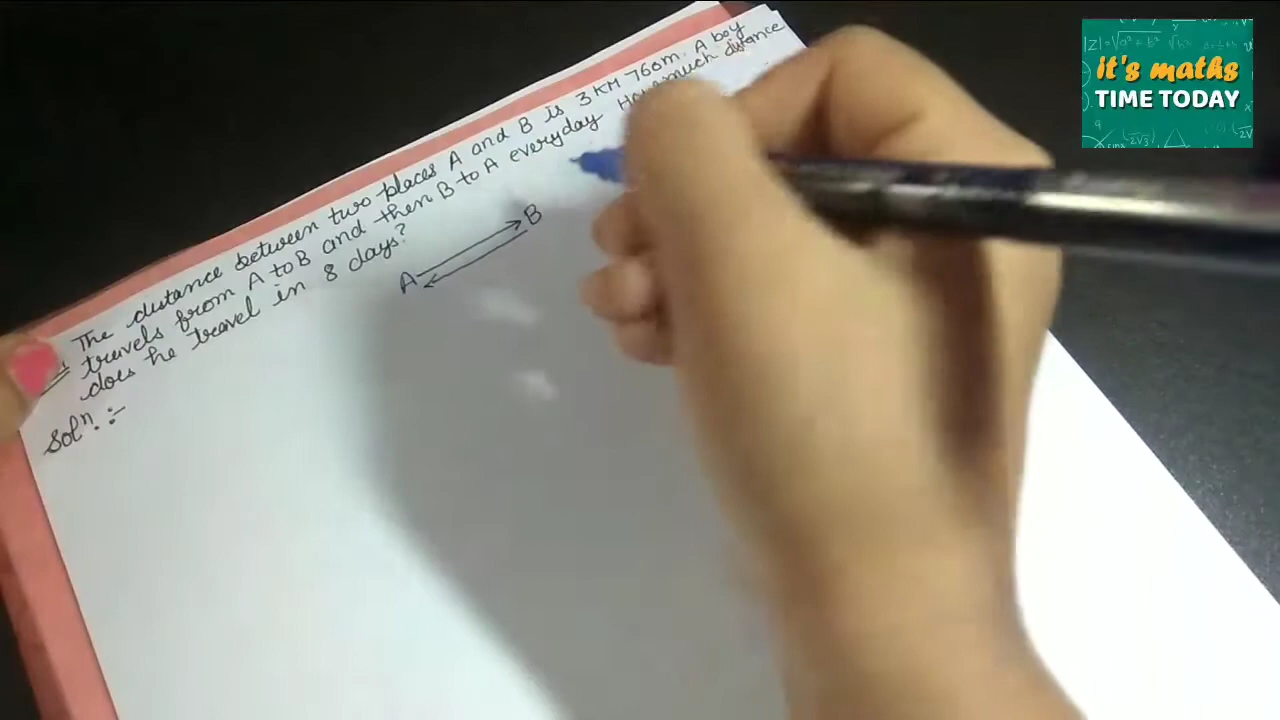 The distance between two places A and B is 3 KM 760m. A boy
travels from A to B and then B to A everyday How much distance
does he travel in 8 days?
Solⁿ. :-
A B
it's maths
TIME TODAY